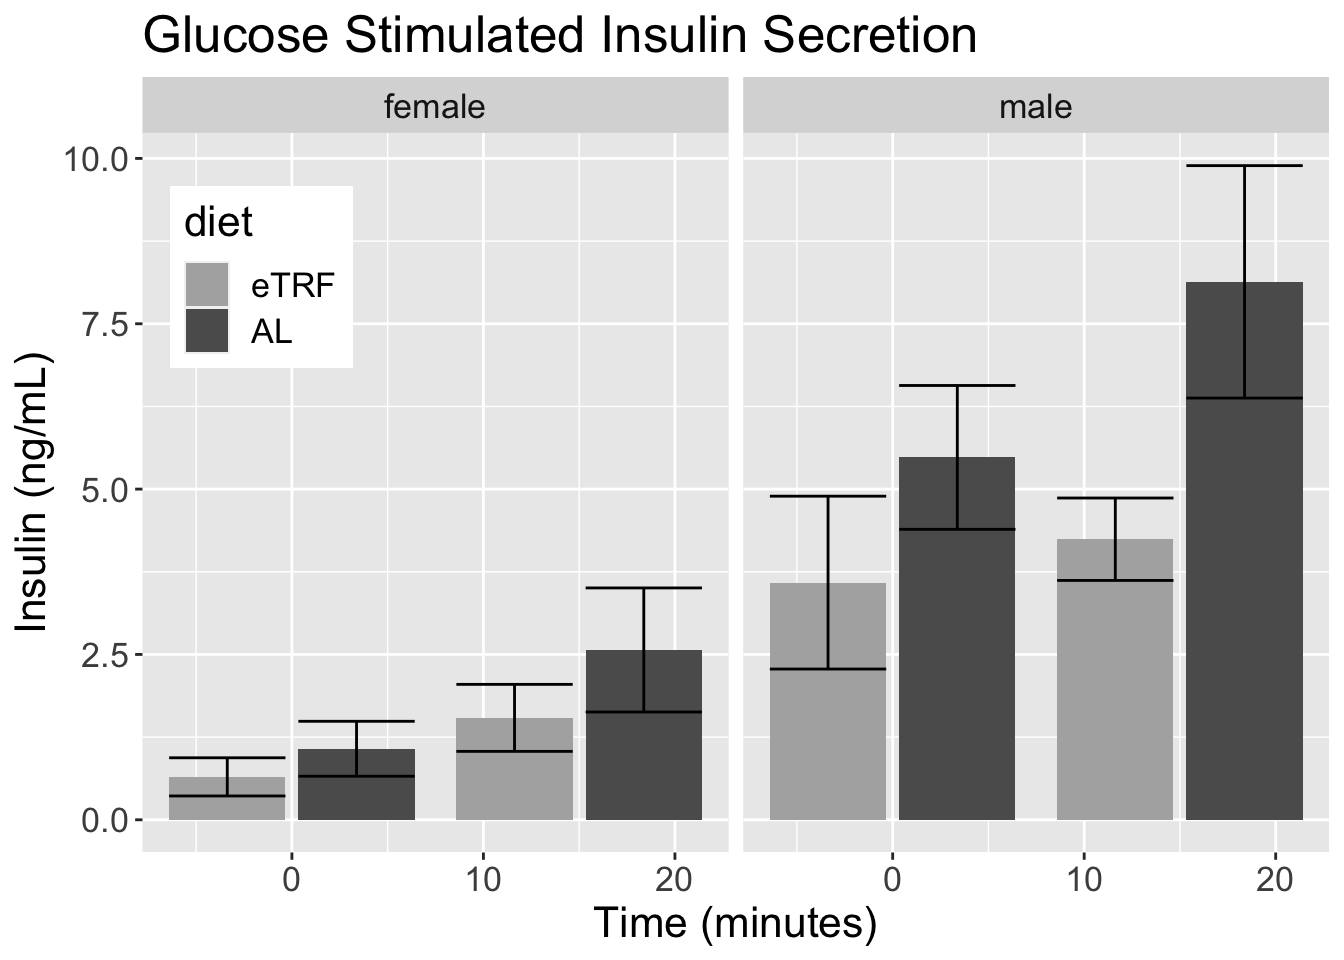 Glucose Stimulated Insulin Secretion
female
male
10.0
7.5
5.0
2.5
0.0
Insulin (ng/mL)
diet
eTRF
AL
0 10 20
0 10 20
Time (minutes)